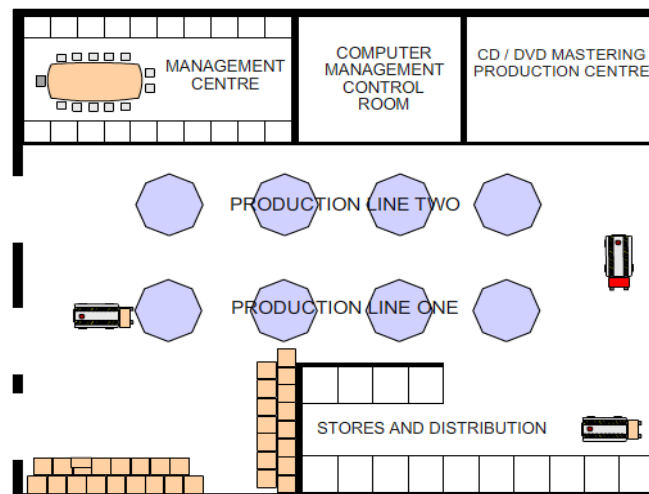 MANAGEMENT
CENTRE
COMPUTER
MANAGEMENT
CONTROL
ROOM
CD / DVD MASTERING
PRODUCTION CENTRE
PRODUCTION LINE TWO
PRODUCTION LINE ONE
STORES AND DISTRIBUTION